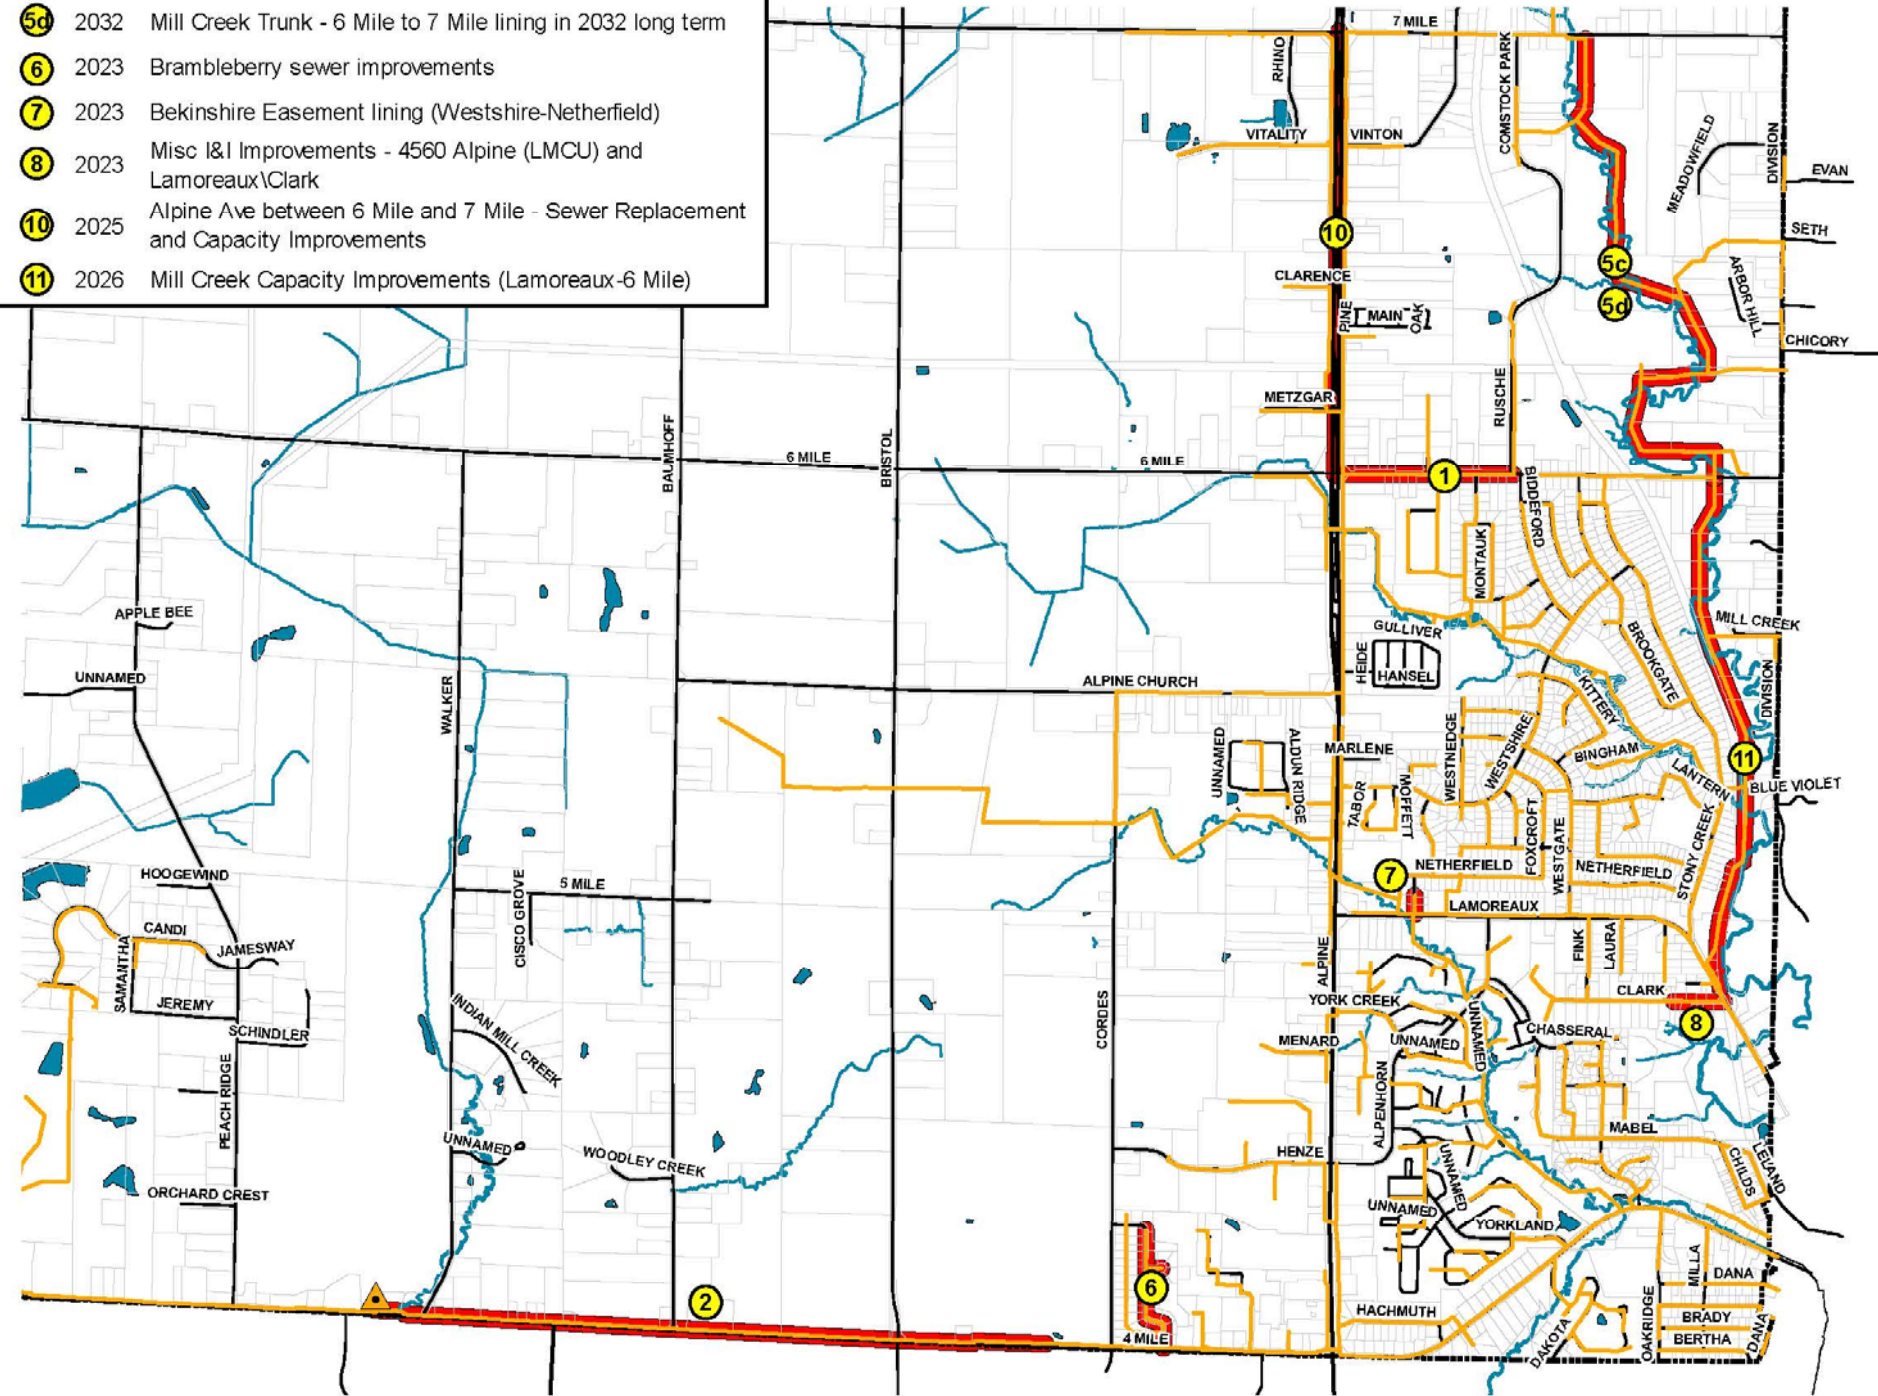 5d 2032 Mill Creek Trunk - 6 Mile to 7 Mile lining in 2032 long term
6 2023 Brambleberry sewer improvements
7 2023 Bekinshire Easement lining (Westshire-Netherfield)
8 2023 Misc I&I Improvements - 4560 Alpine (LMCU) and
Lamoreaux\Clark
10 2025 Alpine Ave between 6 Mile and 7 Mile - Sewer Replacement
and Capacity Improvements
11 2026 Mill Creek Capacity Improvements (Lamoreaux-6 Mile)
7 MILE
RHINO
COMSTOCK PARK
VITALITY
VINTON
MEADOWFIELD
DIVISION
EVAN
SETH
10
5c
5d
CLARENCE
ARBOR HILL
PINE
MAIN
OAK
CHICORY
METZGAR
RUSCHE
BAUMHOFF
BRISTOL
6 MILE
6 MILE
1
BIDDEFORD
MONTAUK
APPLE BEE
GULLIVER
MILL CREEK
BROOKGATE
HEIDE
HANSEL
UNNAMED
WALKER
ALPINE CHURCH
KITTERY
DIVISION
UNNAMED
ALDUN RIDGE
MARLENE
WESTNEDGE
WESTSHIRE
BINGHAM
11
LANTERN
BLUE VIOLET
TABOR
MOFFETT
FOXCROFT
WESTGATE
STONY CREEK
HOOGEWIND
5 MILE
CISCO GROVE
7
NETHERFIELD
NETHERFIELD
LAMOREAUX
CANDI
SAMANTHA
JAMESWAY
ALPINE
FINK
LAURA
JEREMY
SCHINDLER
INDIAN MILL CREEK
CORDES
YORK CREEK
CLARK
8
MENARD
UNNAMED
UNNAMED
CHASSERAL
PEACH RIDGE
ALPENHORN
MABEL
UNNAMED
WOODLEY CREEK
HENZE
UNNAMED
CHILDS
LEVAND
ORCHARD CREST
UNNAMED
YORKLAND
MILLA
DANA
2
6
HACHMUTH
4 MILE
DAKOTA
OAKRIDGE
BRADY
BERTHA
DANA